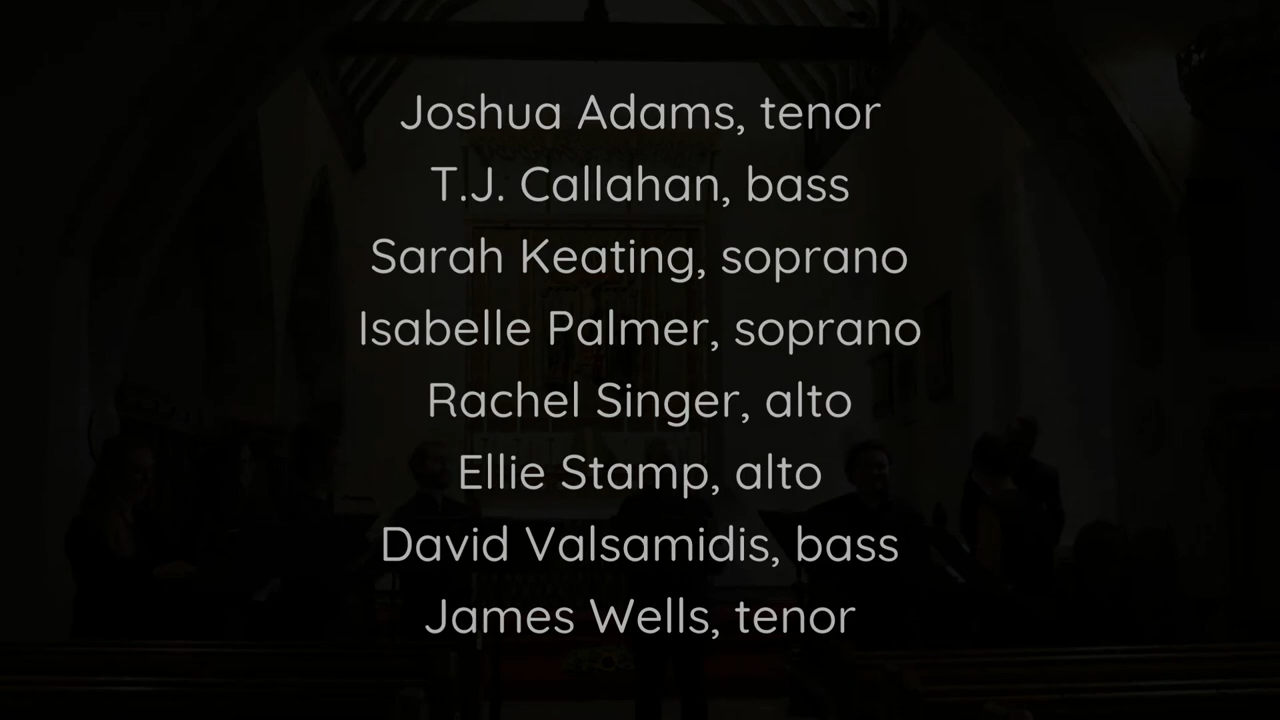 Joshua Adams, tenor
T.J. Callahan, bass
Sarah Keating, soprano
Isabelle Palmer, soprano
Rachel Singer, alto
Ellie Stamp, alto
David Valsamidis, bass
James Wells, tenor